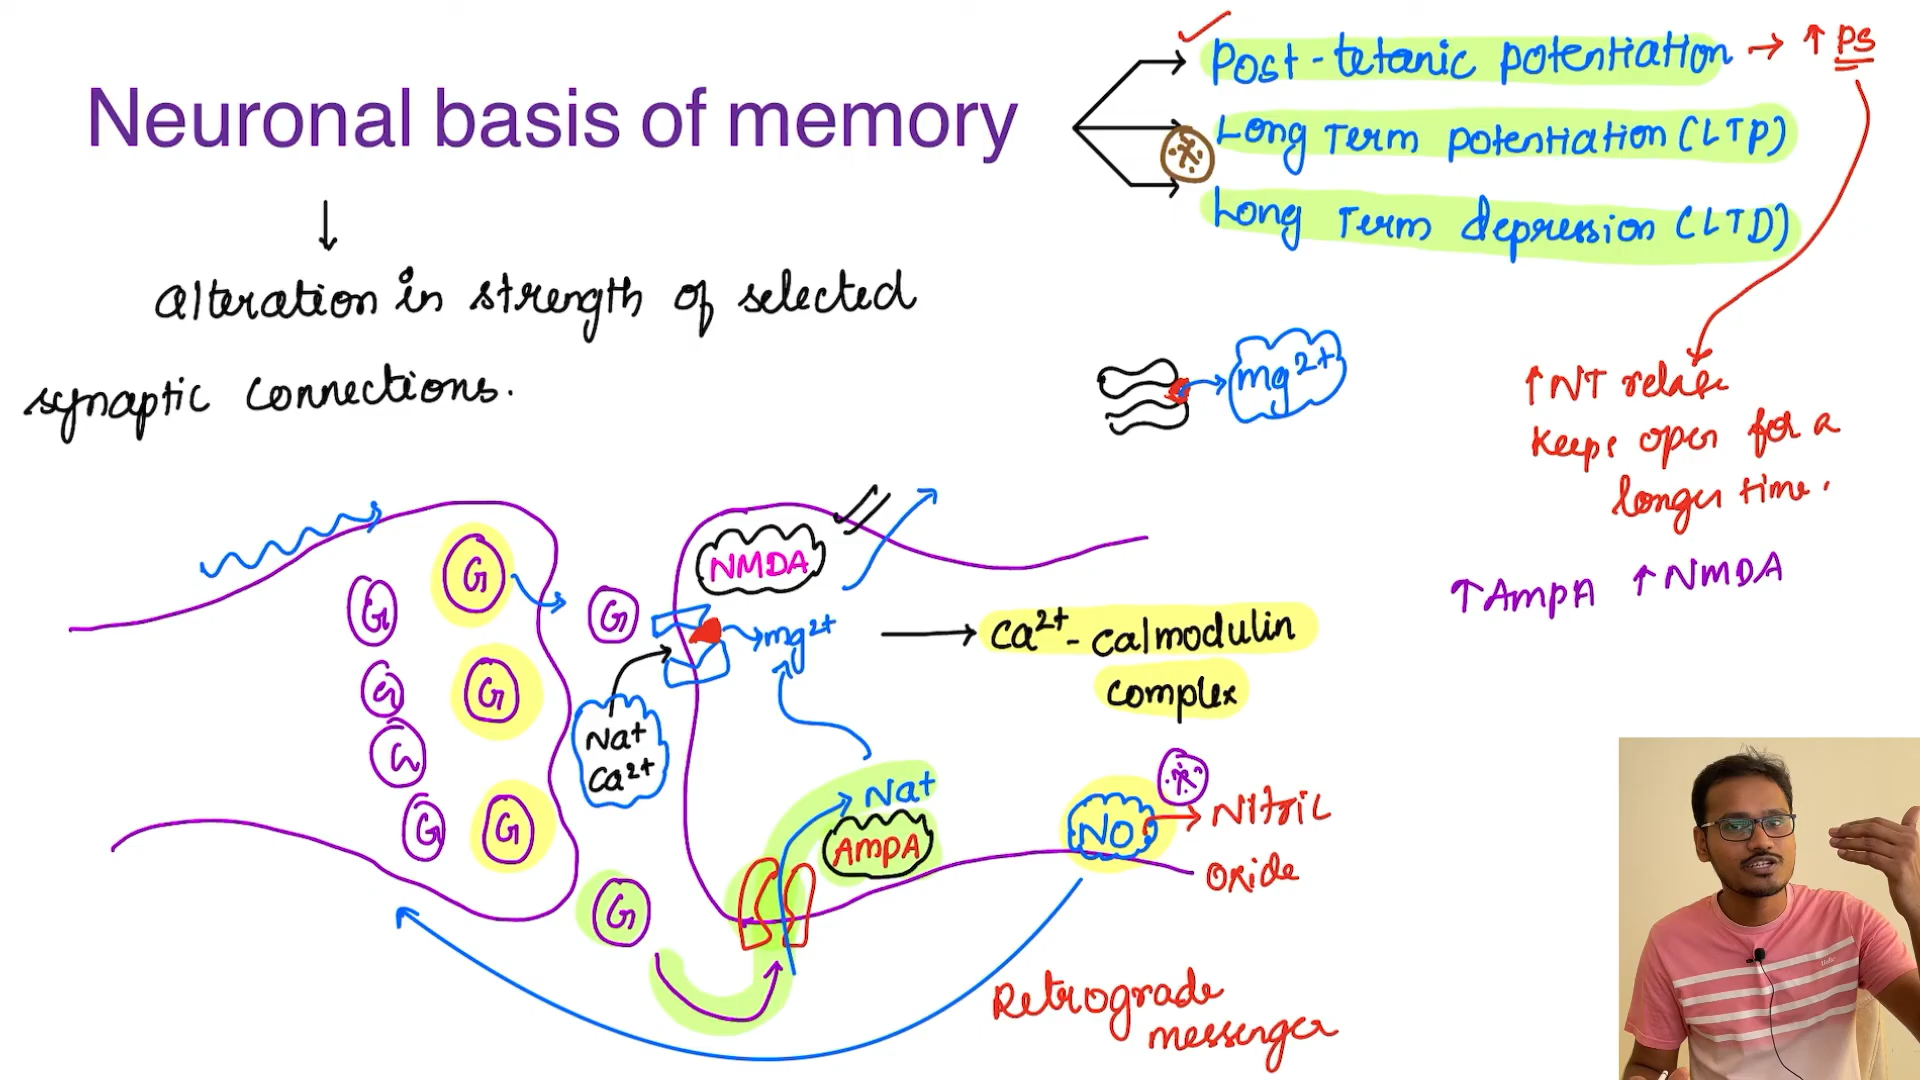 Neuronal basis of memory
Post-tetanic potentiation → ↑ PS
Long Term potentiation (LTP)
Long Term depression (LTD)
↓
alteration in strength of selected
synaptic connections.
mg2+
↑ NT relase
keeps open for a
longer time.
↑ AmpA ↑ NMDA
G
G
G
G
G
G
G
G
G
NMDA
mg2+
Na+
Ca2+
→ Ca2+- calmodulin
complex
Na+
AMPA
NO → Nitric
oxide
Retrograde
messenger